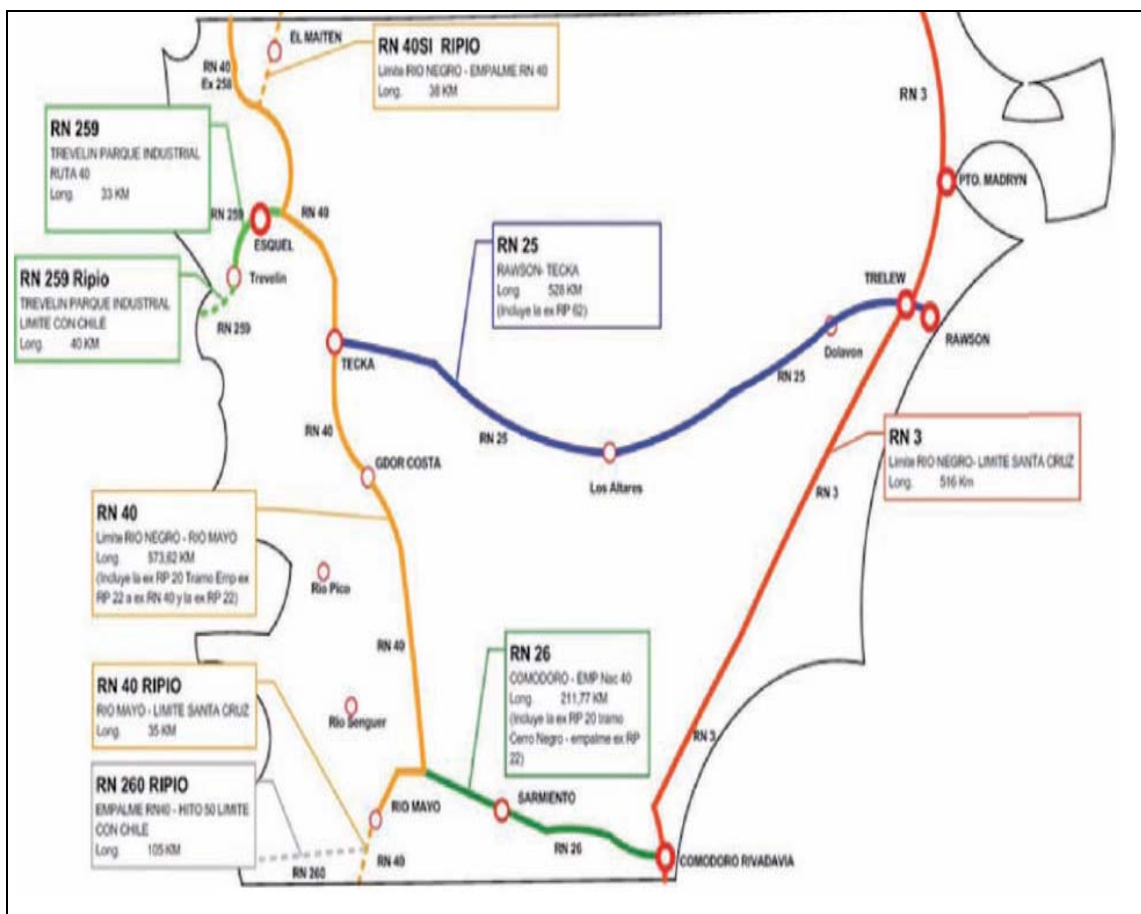 EL MAITEN
RN 40
Ex 258
RN 40SI RIPIO
Limite RIO NEGRO - EMPALME RN 40
Long. 38 KM
RN 3
RN 259
TREVELIN PARQUE INDUSTRIAL
RUTA 40
Long. 33 KM
PTO. MADRYN
RN 259
RN 40
ESQUEL
RN 25
RAWSON- TECKA
Long. 528 KM
(Incluye la ex RP 62)
RN 259 Ripio
TREVELIN PARQUE INDUSTRIAL
LIMITE CON CHILE
Long. 40 KM
Trevelin
RN 259
TRELEW
RAWSON
Dolavon
TECKA
RN 25
RN 40
RN 25
GDOR COSTA
Los Altares
RN 3
Limite RIO NEGRO- LIMITE SANTA CRUZ
Long. 516 Km
RN 3
RN 40
Limite RIO NEGRO - RIO MAYO
Long. 573,62 KM
(Incluye la ex RP 20 Tramo Emp ex
RP 22 a ex RN 40 y la ex RP 22)
Rio Pico
RN 40
RN 26
COMODORO - EMP Nac 40
Long. 211,77 KM
(Incluye la ex RP 20 tramo
Cerro Negro - empalme ex RP
22)
RN 40 RIPIO
RIO MAYO - LIMITE SANTA CRUZ
Long. 35 KM
Rio Senguer
RN 3
RN 260 RIPIO
EMPALME RN40 - HITO 50 LIMITE
CON CHILE
Long. 105 KM
RIO MAYO
SARMIENTO
RN 40
RN 26
RN 260
COMODORO RIVADAVIA